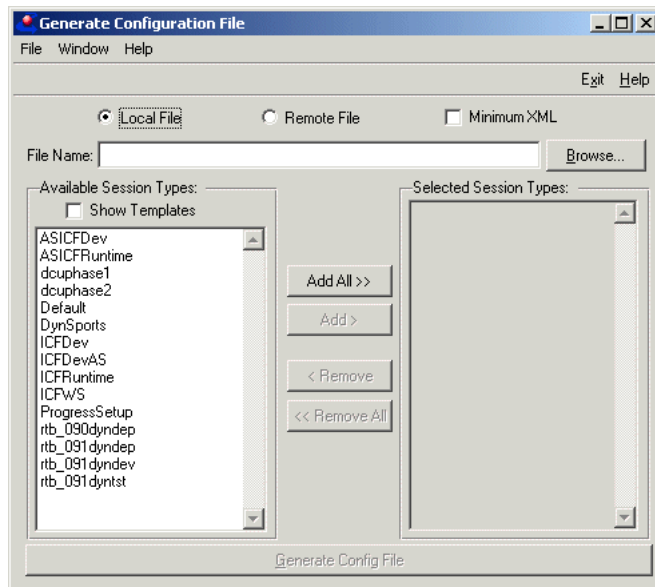 Generate Configuration File
File Window Help
Exit Help
Local File Remote File Minimum XML
File Name: Browse...
Available Session Types: Selected Session Types:
Show Templates
ASICFDev
ASICFRuntime
dcuphase1
dcuphase2
Default
DynSports
ICFDev
ICFDevAS
ICFRuntime
ICFWS
ProgressSetup
rtb_090dyndep
rtb_091dyndep
rtb_091dyndev
rtb_091dyntst
Add All >>
Add >
< Remove
<< Remove All
Generate Config File